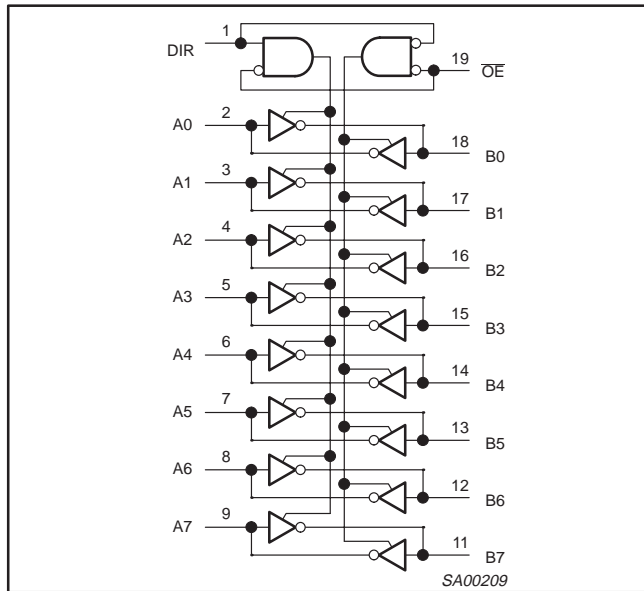 1
DIR
19
O̅E̅
A0 2
18 B0
A1 3
17 B1
A2 4
16 B2
A3 5
15 B3
A4 6
14 B4
A5 7
13 B5
A6 8
12 B6
A7 9
11 B7
SA00209